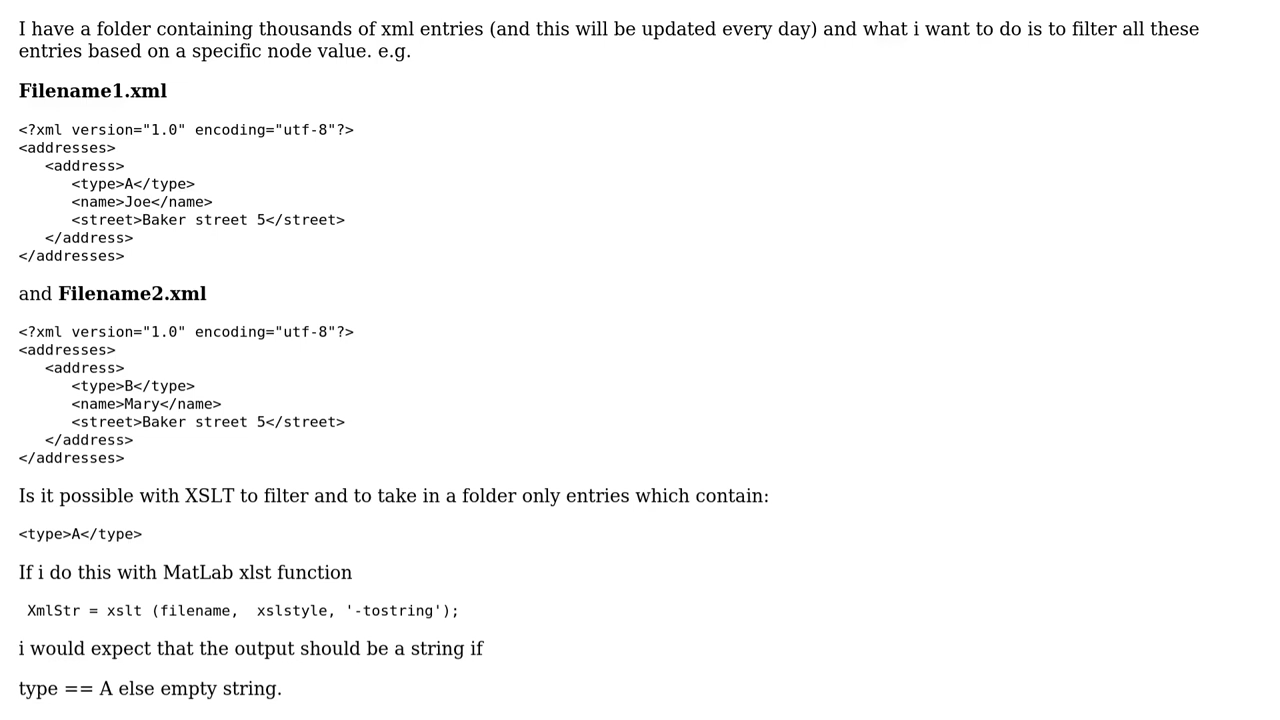 I have a folder containing thousands of xml entries (and this will be updated every day) and what i want to do is to filter all these
entries based on a specific node value. e.g.
Filename1.xml
<?xml version="1.0" encoding="utf-8"?>
<addresses>
   <address>
      <type>A</type>
      <name>Joe</name>
      <street>Baker street 5</street>
   </address>
</addresses>
and Filename2.xml
<?xml version="1.0" encoding="utf-8"?>
<addresses>
   <address>
      <type>B</type>
      <name>Mary</name>
      <street>Baker street 5</street>
   </address>
</addresses>
Is it possible with XSLT to filter and to take in a folder only entries which contain:
<type>A</type>
If i do this with MatLab xlst function
 XmlStr = xslt (filename,  xslstyle, '-tostring');
i would expect that the output should be a string if
type == A else empty string.